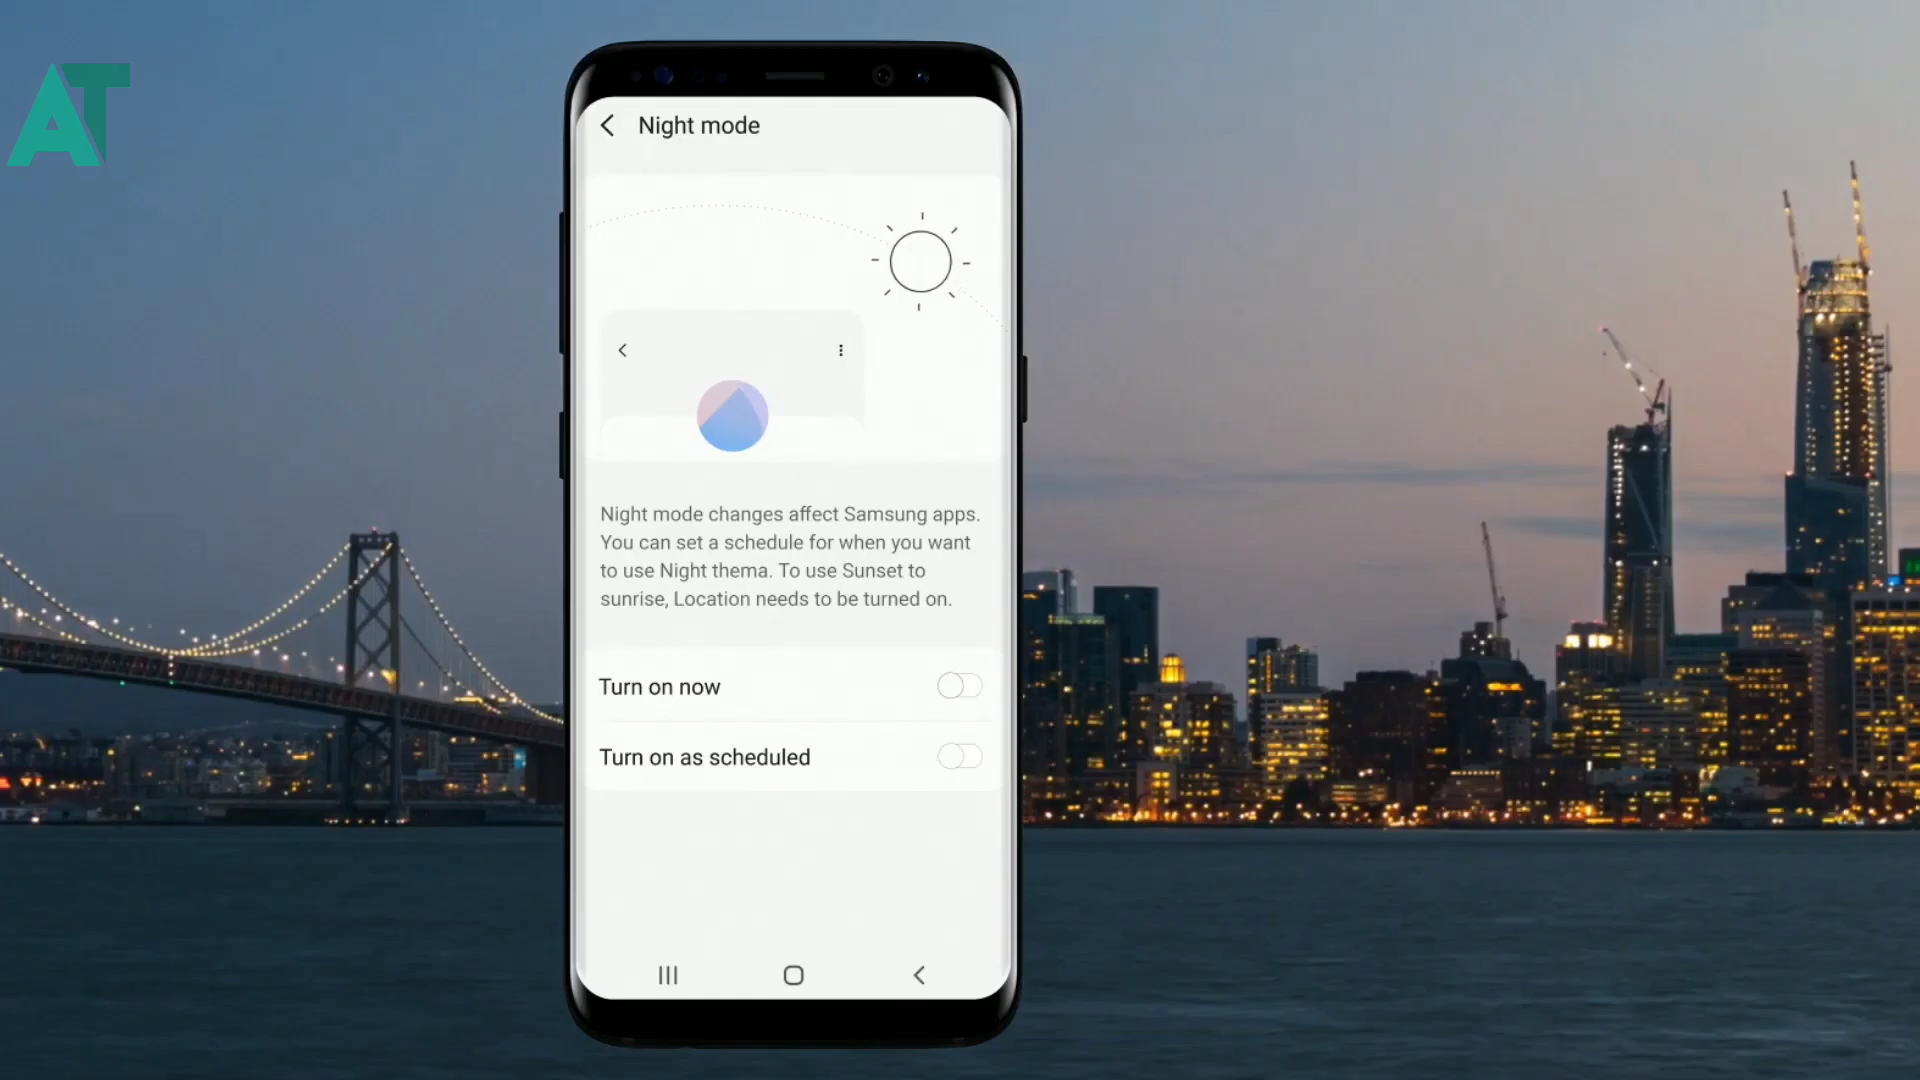 AT
Night mode
Night mode changes affect Samsung apps.
You can set a schedule for when you want
to use Night thema. To use Sunset to
sunrise, Location needs to be turned on.
Turn on now
Turn on as scheduled